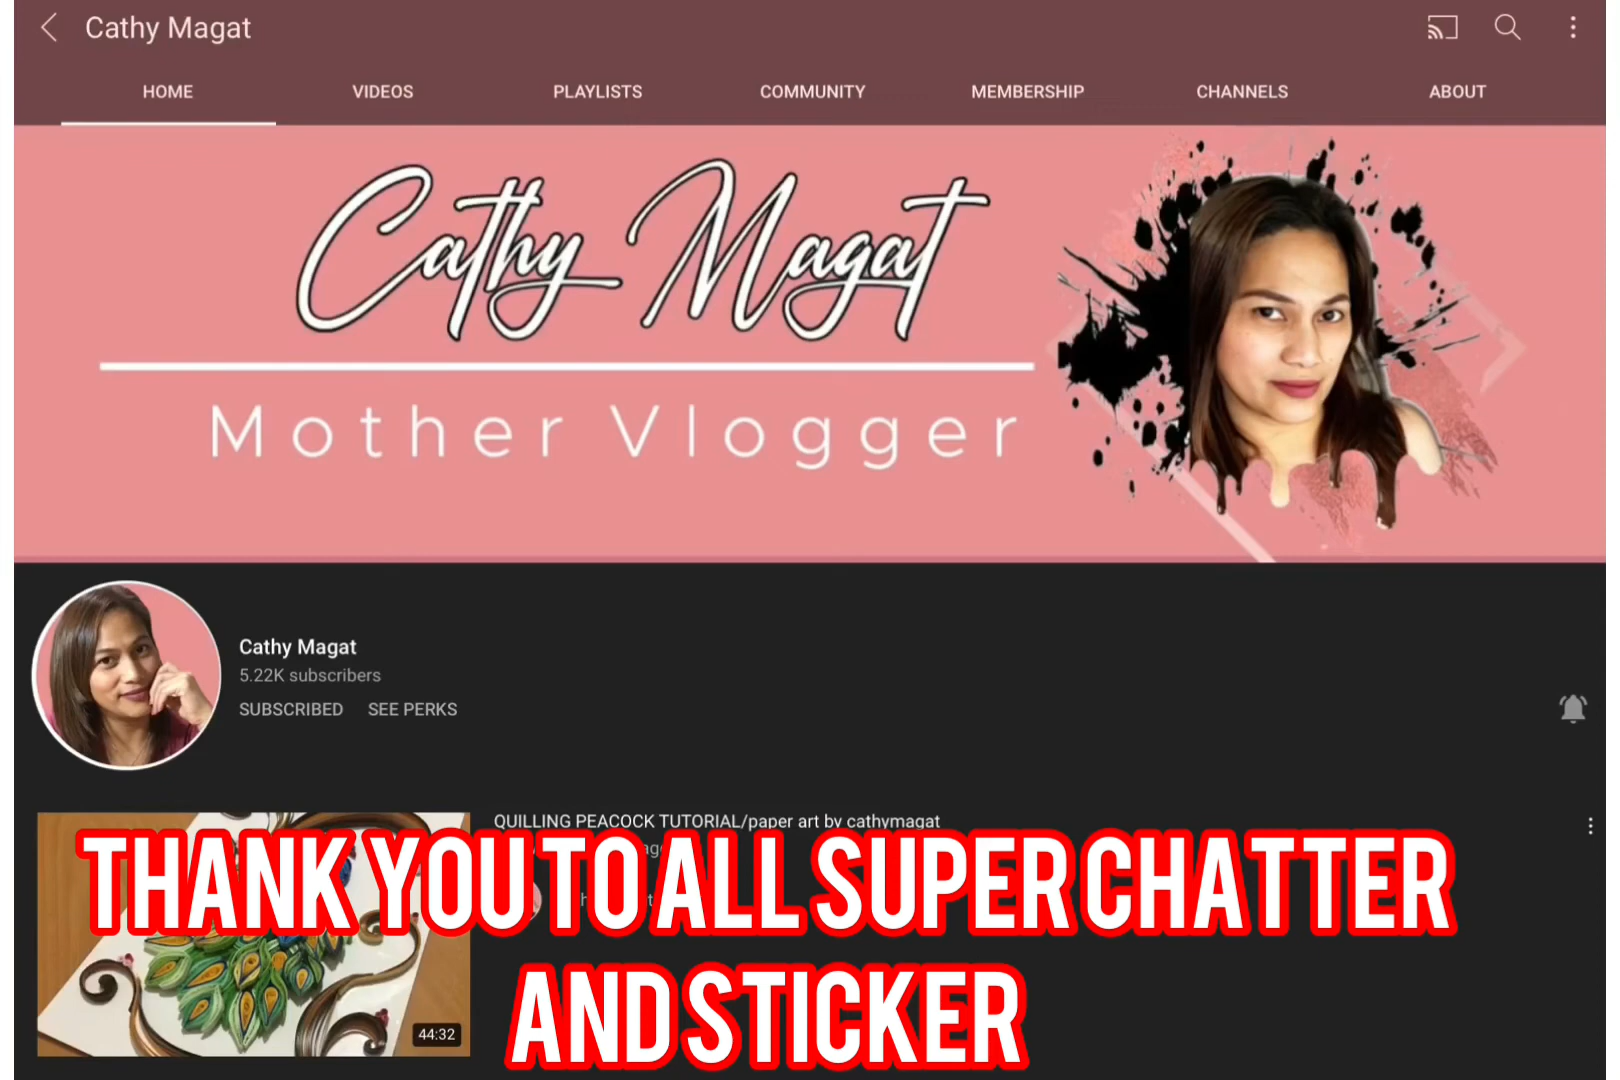 Cathy Magat
HOME VIDEOS PLAYLISTS COMMUNITY MEMBERSHIP CHANNELS ABOUT
Cathy Magat
Mother Vlogger
Cathy Magat
5.22K subscribers
SUBSCRIBED SEE PERKS
QUILLING PEACOCK TUTORIAL/paper art by cathymagat
THANK YOU TO ALL SUPER CHATTER
AND STICKER
44:32